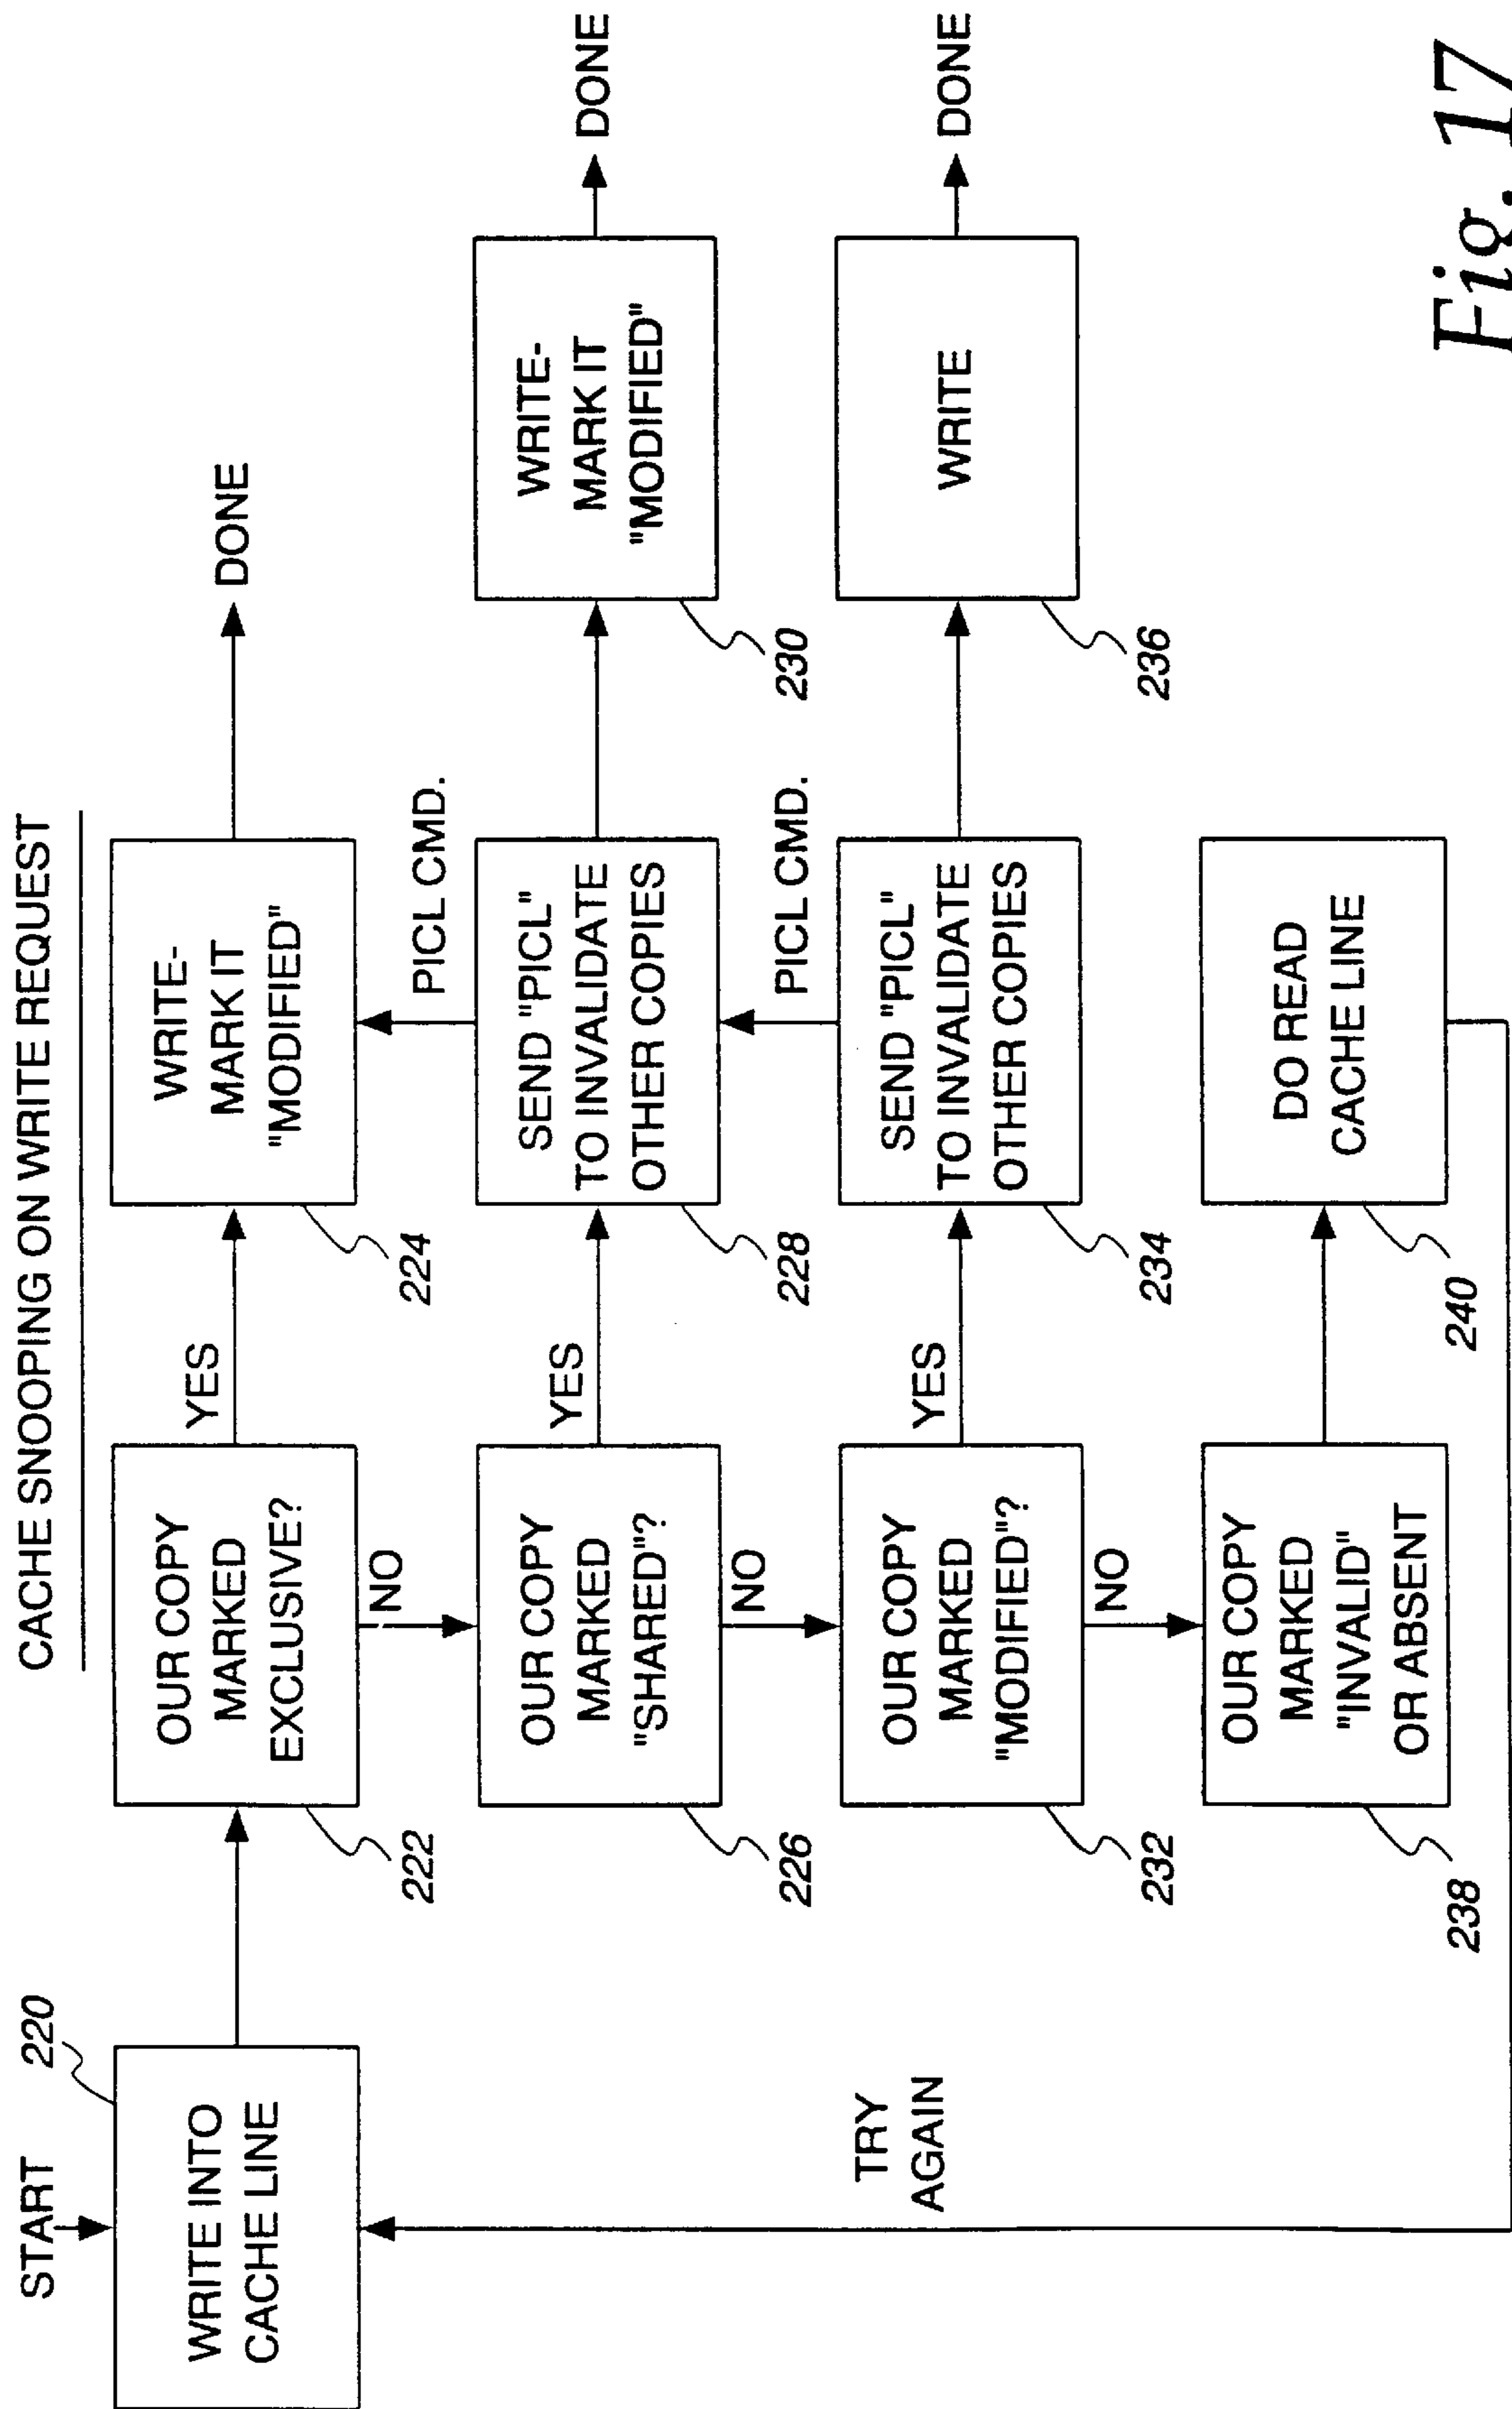 CACHE SNOOPING ON WRITE REQUEST
START
220
WRITE INTO
CACHE LINE
OUR COPY
MARKED
EXCLUSIVE?
222
YES
WRITE-
MARK IT
"MODIFIED"
224
DONE
NO
PICL CMD.
OUR COPY
MARKED
"SHARED"?
226
YES
SEND "PICL"
TO INVALIDATE
OTHER COPIES
228
WRITE-
MARK IT
"MODIFIED"
230
DONE
NO
PICL CMD.
OUR COPY
MARKED
"MODIFIED"?
232
YES
SEND "PICL"
TO INVALIDATE
OTHER COPIES
234
WRITE
236
DONE
TRY
AGAIN
NO
OUR COPY
MARKED
"INVALID"
OR ABSENT
238
DO READ
CACHE LINE
240
Fig. 17